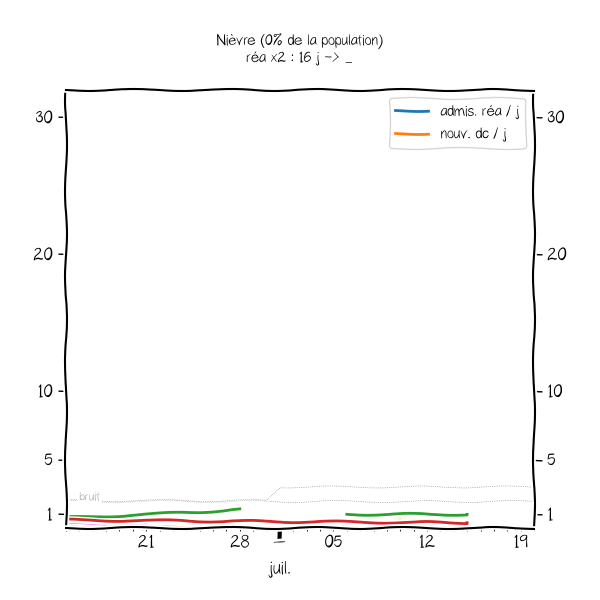 Nièvre (0% de la population)
réa x2 : 16 j -> _
admis. réa / j
nouv. dc / j
30 30
20 20
10 10
5 5
bruit
1 1
21 28 1 05 12 19
juil.